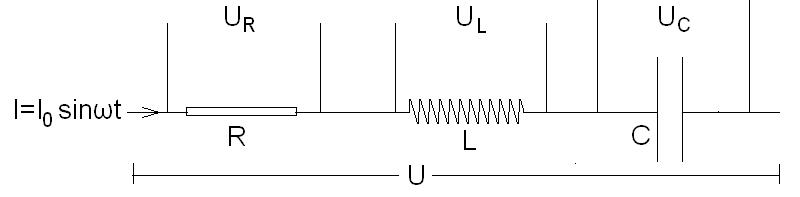 U_R U_L U_C
I=I_0 sinωt
R L C
U